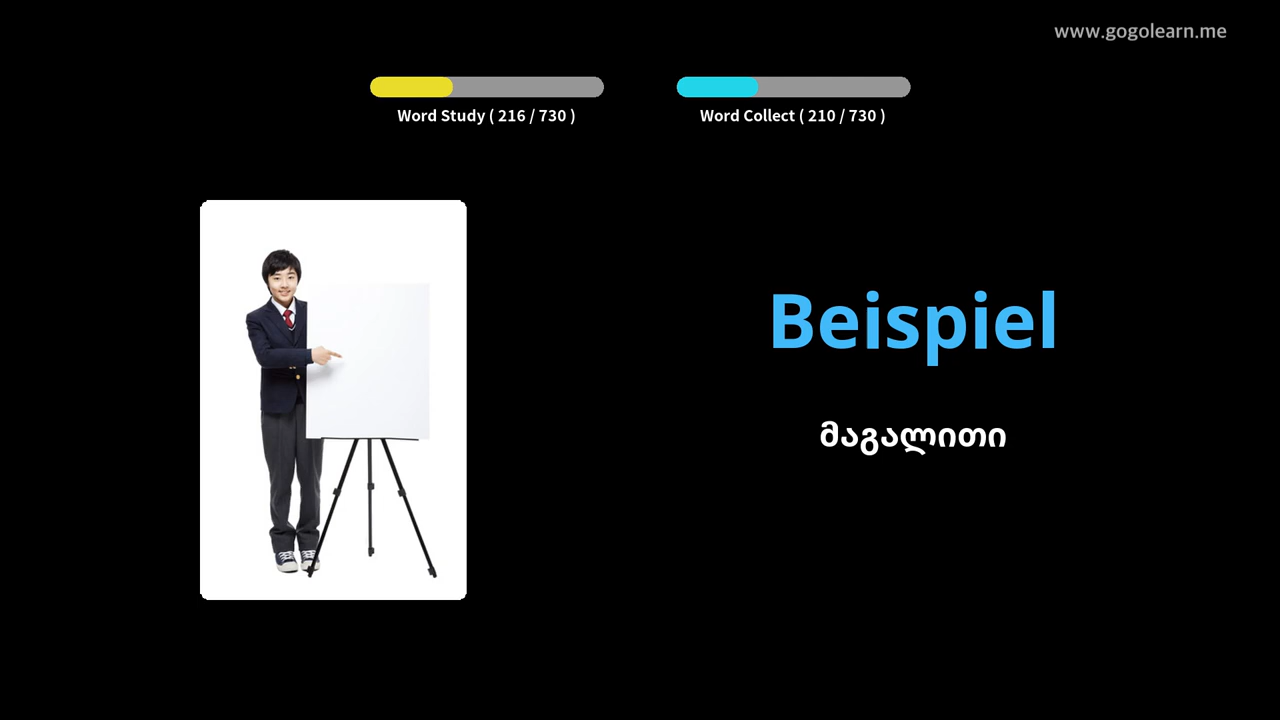 www.gogolearn.me
Word Study ( 216 / 730 )
Word Collect ( 210 / 730 )
Beispiel
მაგალითი